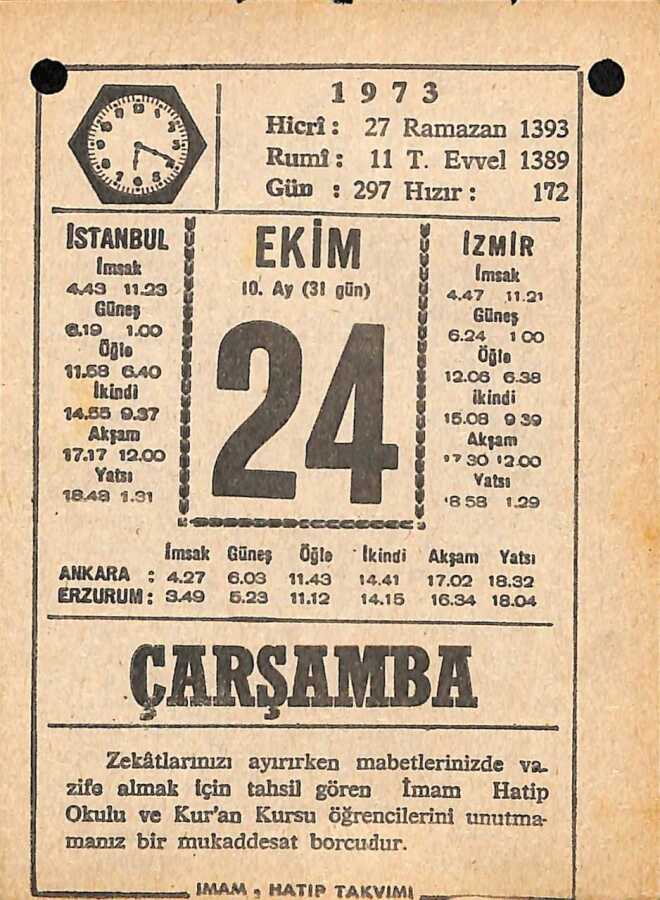 1973
Hicrî : 27 Ramazan 1393
Rumî : 11 T. Evvel 1389
Gün : 297 Hızır : 172
İSTANBUL
İmsak
4.43 11.23
Güneş
6.19 1.00
Öğle
11.58 6.40
İkindi
14.55 9.37
Akşam
17.17 12.00
Yatsı
18.48 1.31
EKİM
10. Ay (31 gün)
24
İZMİR
İmsak
4.47 11.21
Güneş
6.24 1 00
Öğle
12.06 6.38
ikindi
15.08 9 39
Akşam
17 30 12 00
Yatsı
18 58 1.29
İmsak Güneş Öğle İkindi Akşam Yatsı
ANKARA : 4.27 6.03 11.43 14.41 17.02 18.32
ERZURUM : 3.49 5.23 11.12 14.15 16.34 18.04
ÇARŞAMBA
Zekâtlarınızı ayırırken mabetlerinizde va-
zife almak için tahsil gören İmam Hatip
Okulu ve Kur'an Kursu öğrencilerini unutma-
manız bir mukaddesat borcudur.
İMAM - HATİP TAKVİMİ